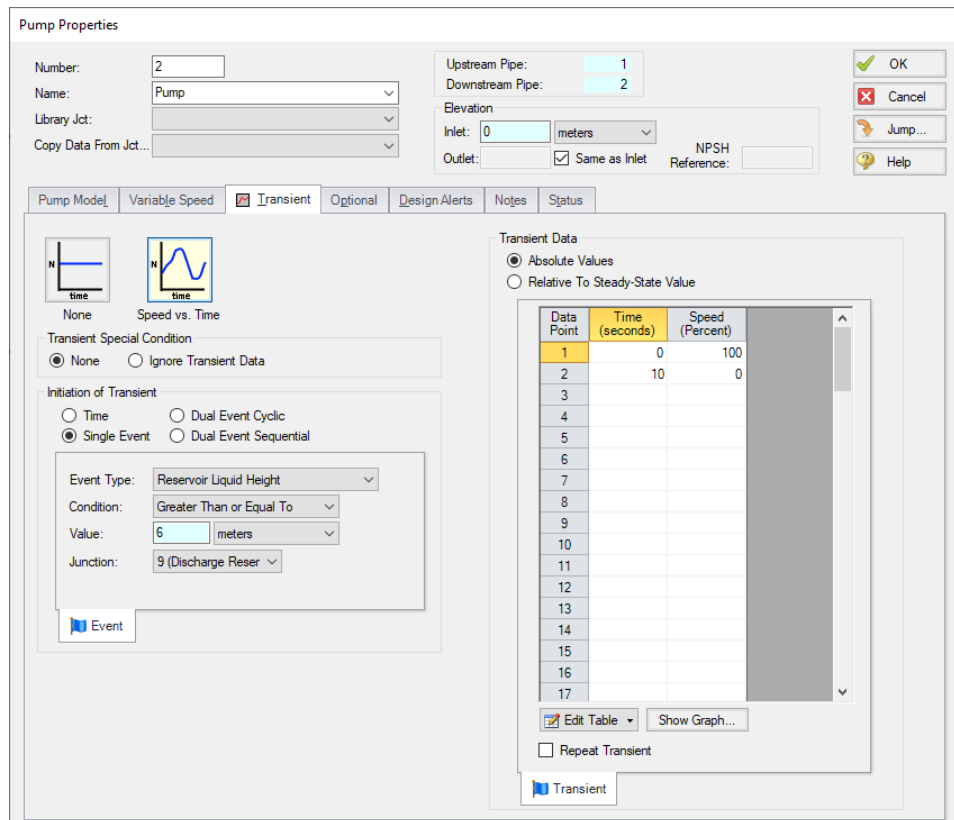 Pump Properties
Number: 2
Name: Pump
Library Jct:
Copy Data From Jct...
Upstream Pipe: 1
Downstream Pipe: 2
Elevation
Inlet: 0 meters
Outlet: Same as Inlet
NPSH
Reference:
OK
Cancel
Jump...
Help
Pump Model Variable Speed Transient Optional Design Alerts Notes Status
N N
time time
None Speed vs. Time
Transient Special Condition
None Ignore Transient Data
Initiation of Transient
Time Dual Event Cyclic
Single Event Dual Event Sequential
Event Type: Reservoir Liquid Height
Condition: Greater Than or Equal To
Value: 6 meters
Junction: 9 (Discharge Reser
Event
Transient Data
Absolute Values
Relative To Steady-State Value
Data Time Speed
Point (seconds) (Percent)
1 0 100
2 10 0
3
4
5
6
7
8
9
10
11
12
13
14
15
16
17
Edit Table Show Graph...
Repeat Transient
Transient